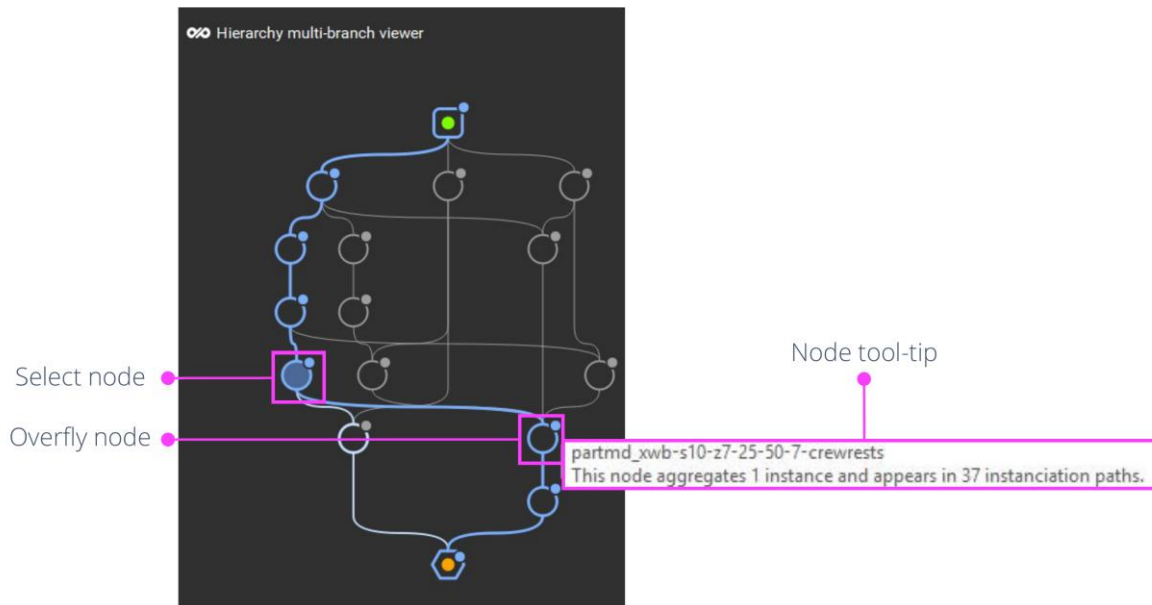 Hierarchy multi-branch viewer
Node tool-tip
Select node
Overfly node
partmd_xwb-s10-z7-25-50-7-crewrests
This node aggregates 1 instance and appears in 37 instanciation paths.